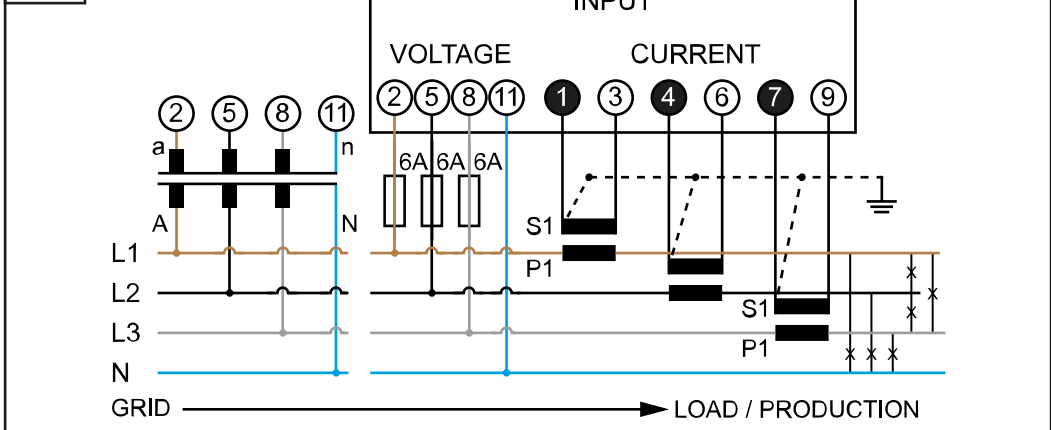 INPUT
VOLTAGE CURRENT
2 5 8 11 1 3 4 6 7 9
2 5 8 11
a n
6A 6A 6A
A N
S1
L1
P1
L2
S1
L3
P1
N
GRID LOAD / PRODUCTION